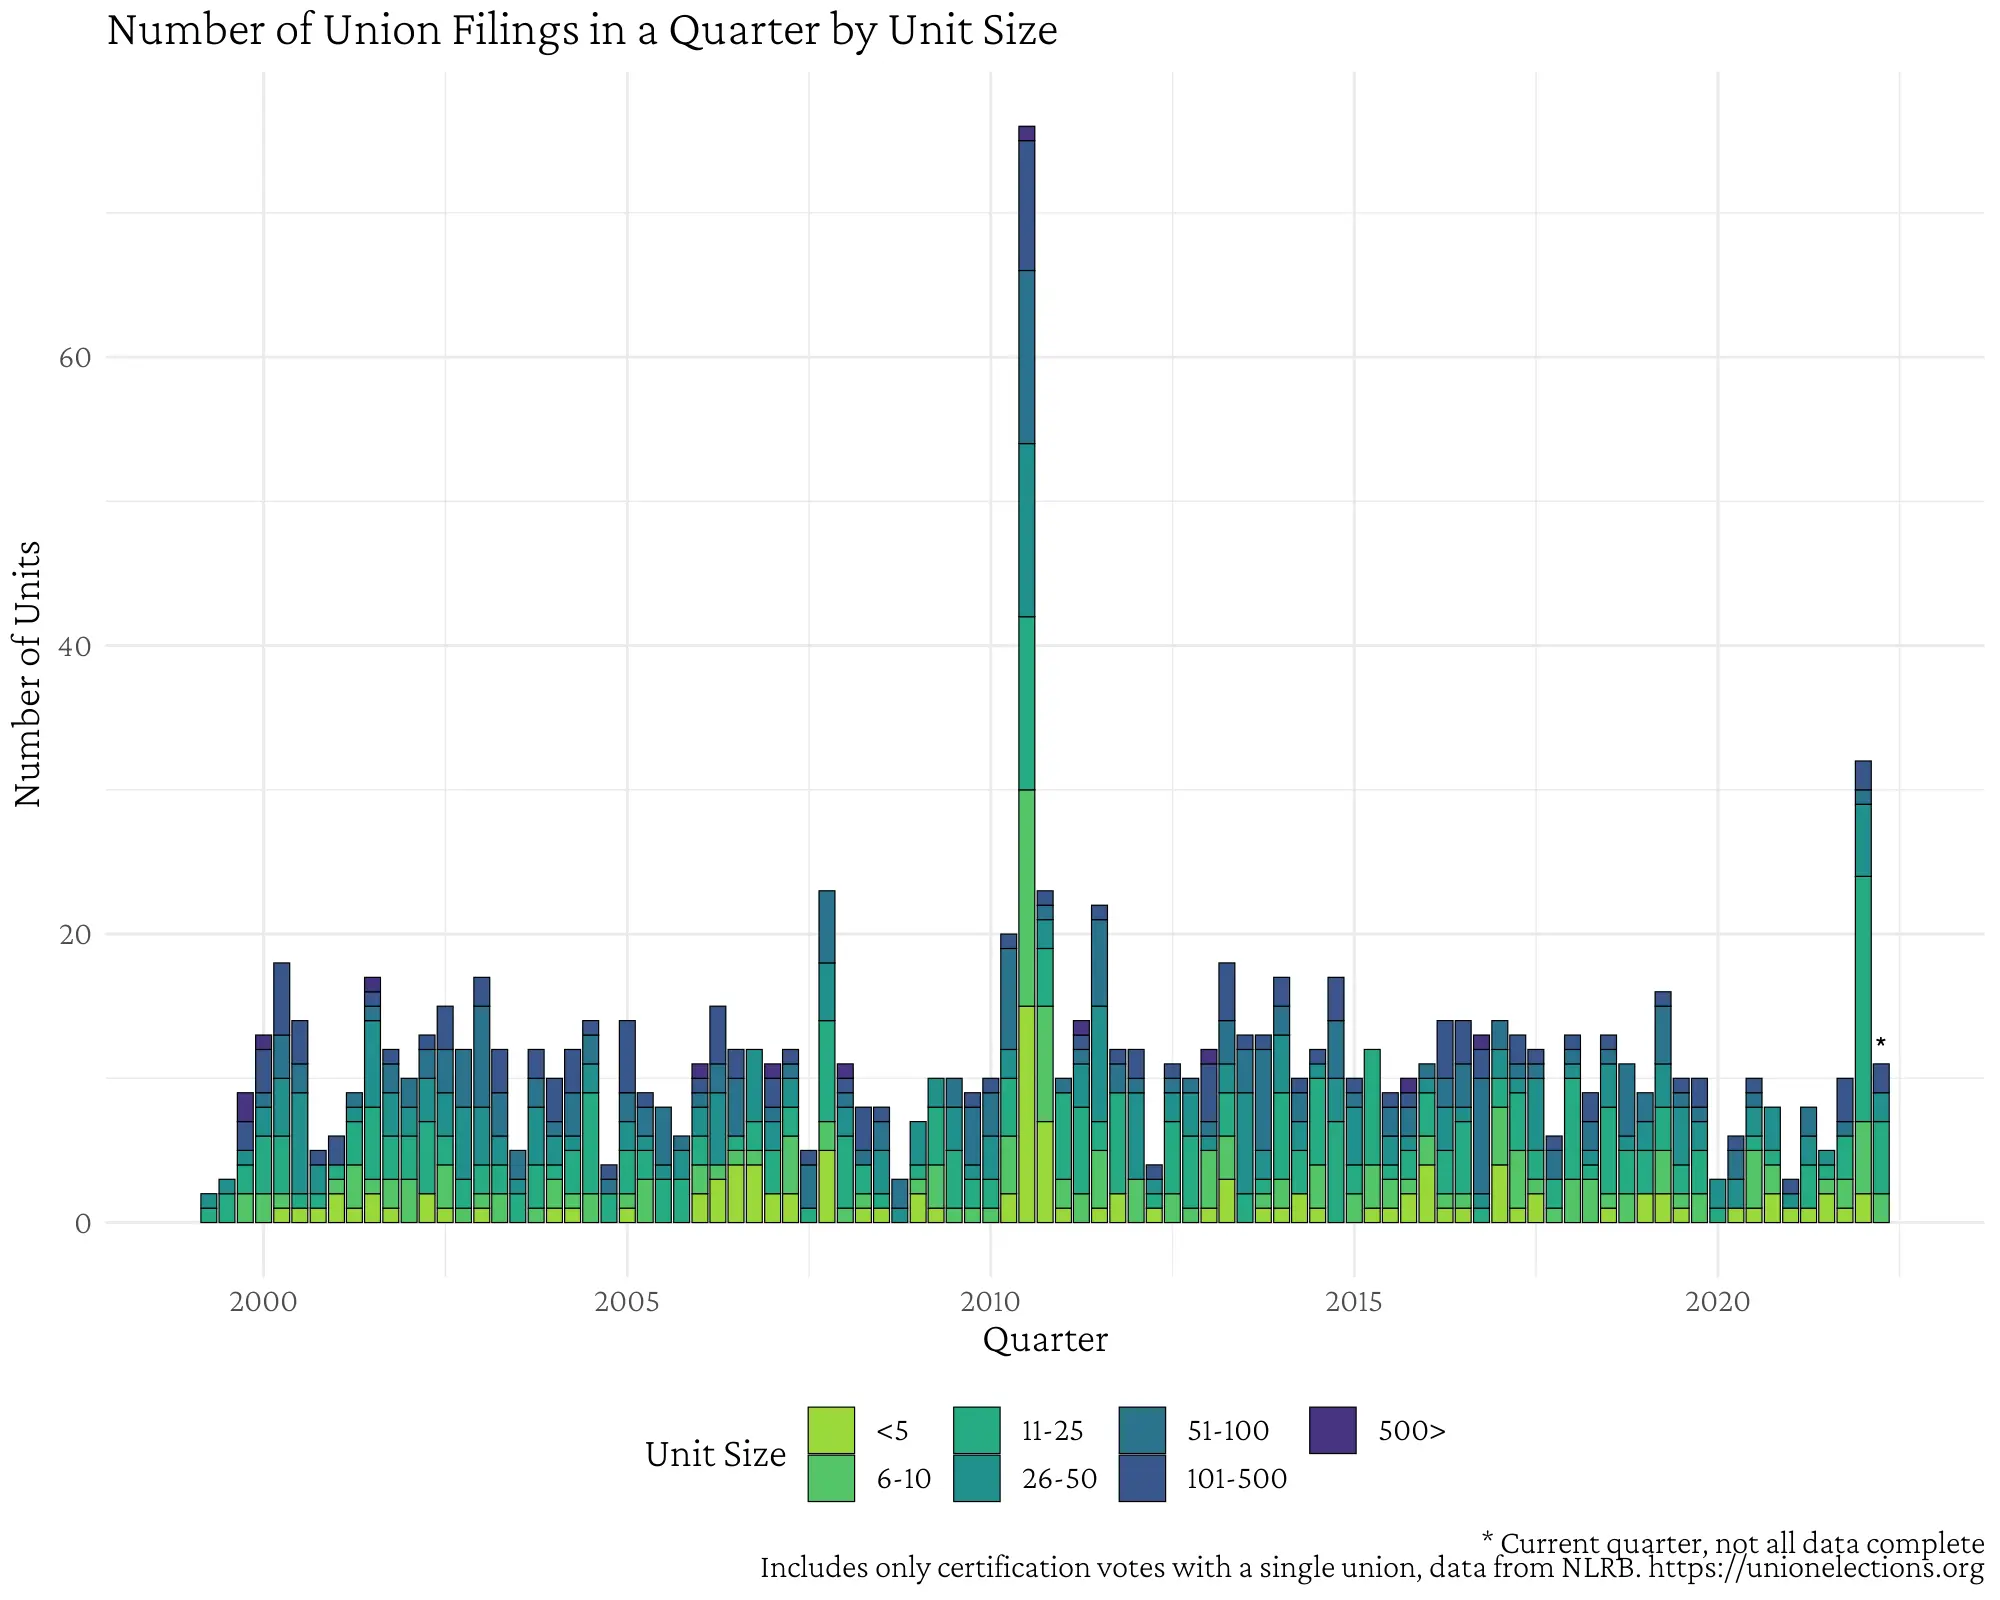 Number of Union Filings in a Quarter by Unit Size
Number of Units
60
40
20
0
*
2000 2005 2010 2015 2020
Quarter
Unit Size
<5 11-25 51-100 500>
6-10 26-50 101-500
* Current quarter, not all data complete
Includes only certification votes with a single union, data from NLRB. https://unionelections.org